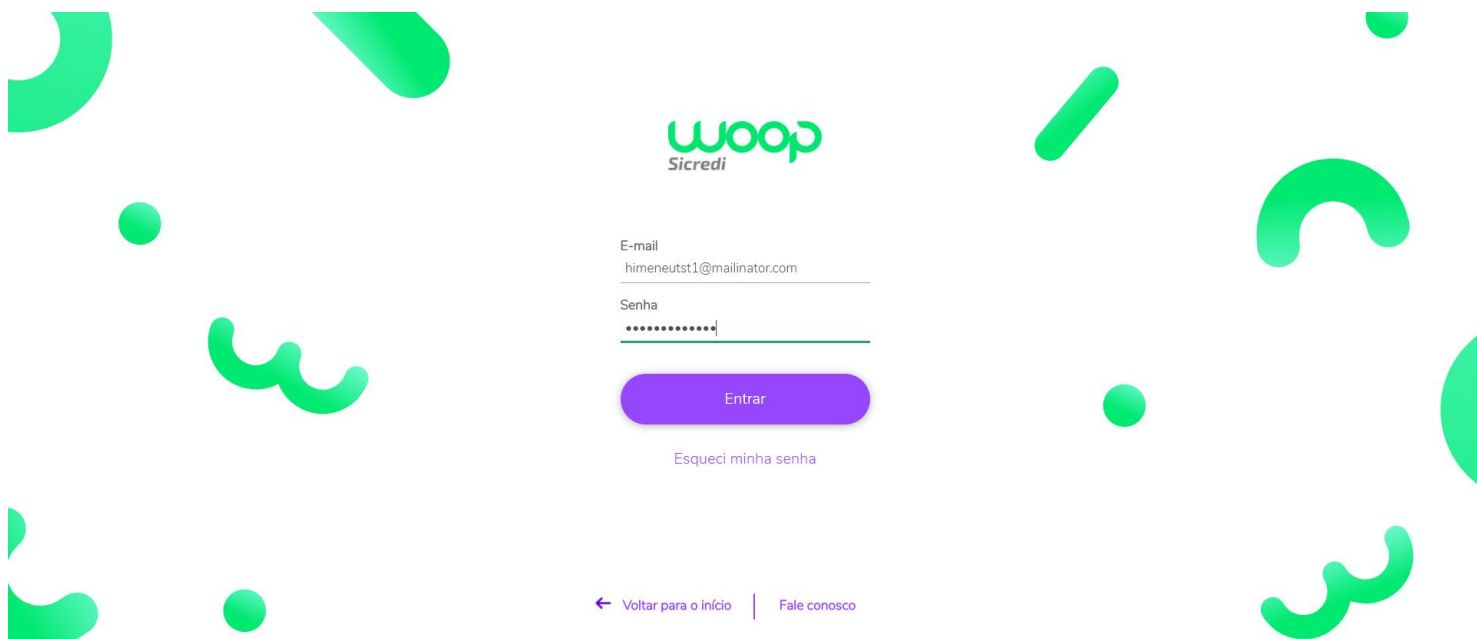 woop
Sicredi
E-mail
himeneutst1@mailinator.com
Senha
•••••••••••••
Entrar
Esqueci minha senha
← Voltar para o início | Fale conosco